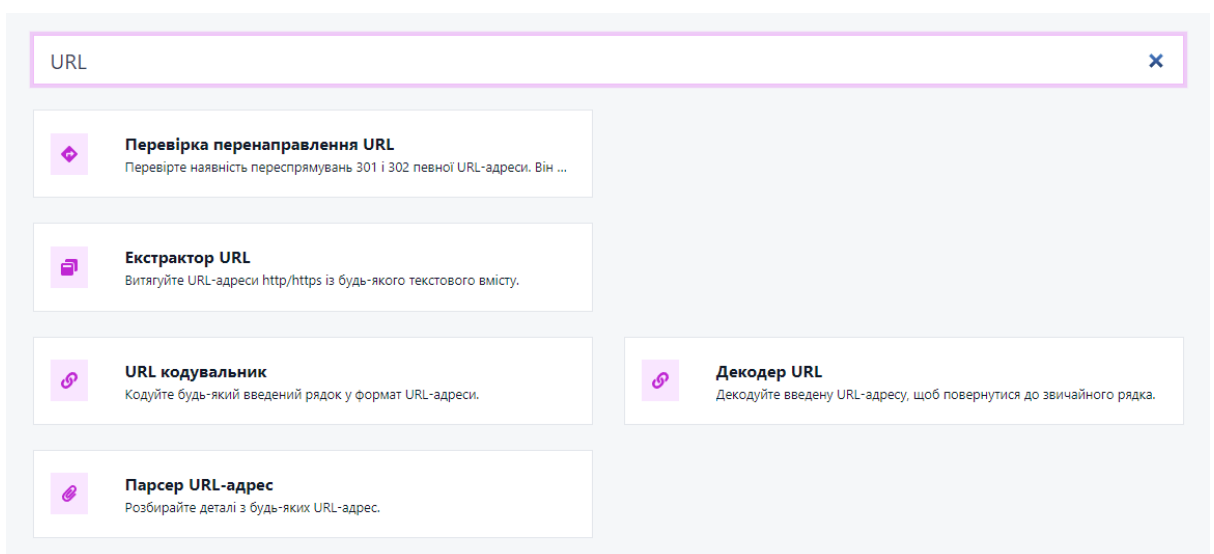 URL
Перевірка перенаправлення URL
Перевірте наявність переспрямувань 301 і 302 певної URL-адреси. Він ...
Екстрактор URL
Витягуйте URL-адреси http/https із будь-якого текстового вмісту.
URL кодувальник
Кодуйте будь-який введений рядок у формат URL-адреси.
Декодер URL
Декодуйте введену URL-адресу, щоб повернутися до звичайного рядка.
Парсер URL-адрес
Розбирайте деталі з будь-яких URL-адрес.